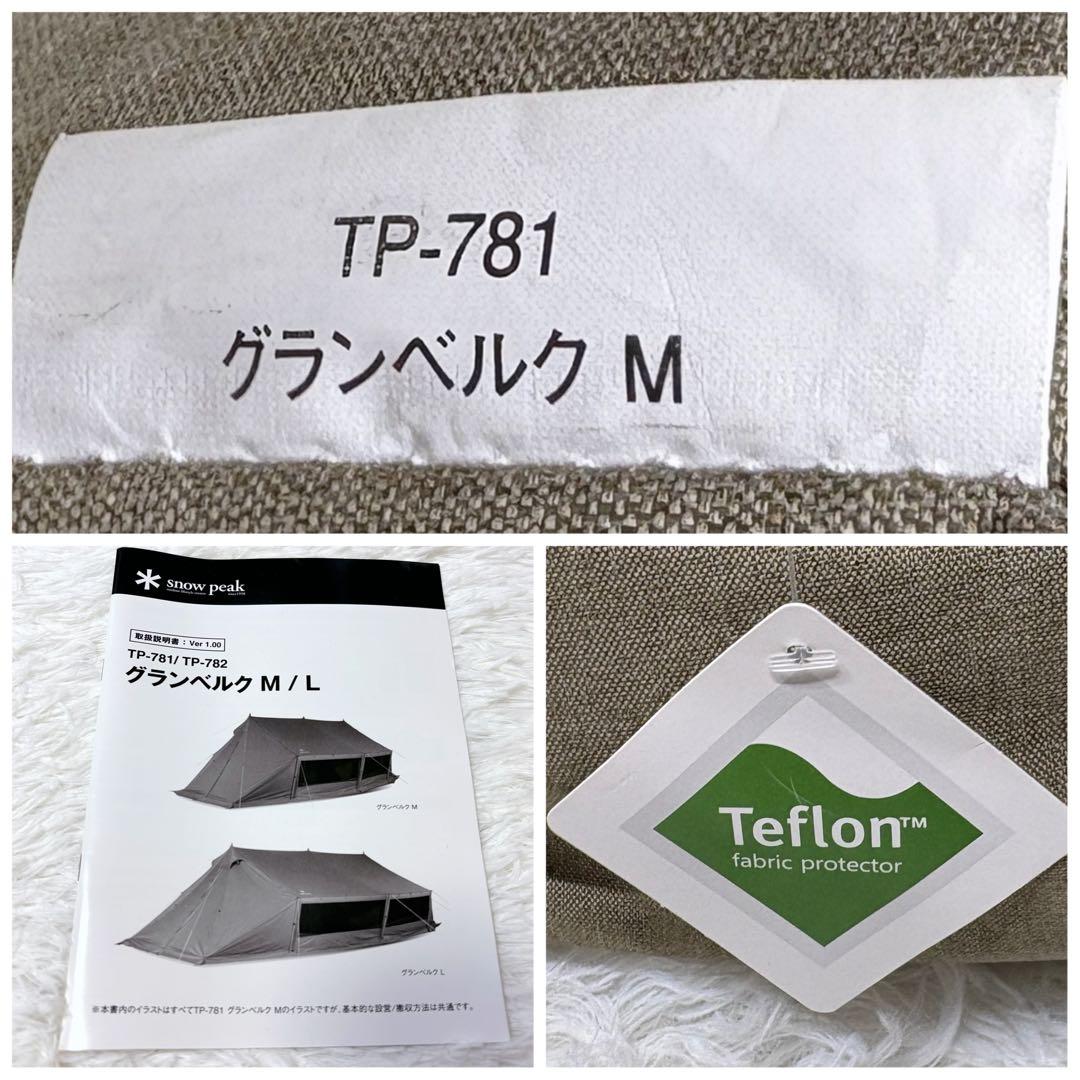 TP-781
グランベルク M
snow peak
取扱説明書：Ver 1.00
TP-781/ TP-782
グランベルク M / L
グランベルク M
グランベルク L
※本書内のイラストはすべてTP-781 グランベルク Mのイラストですが、基本的な設営/撤収方法は共通です。
Teflon™
fabric protector